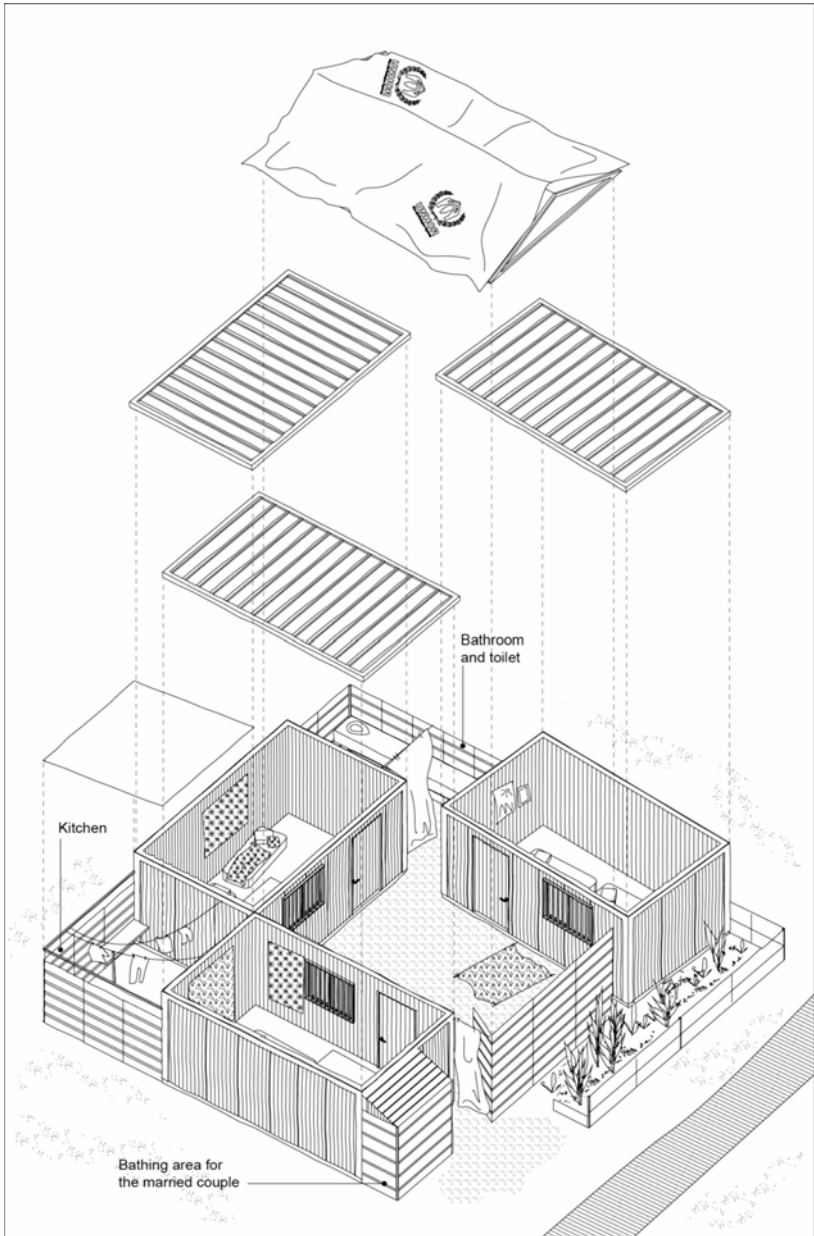 Bathroom
and toilet
Kitchen
Bathing area for
the married couple